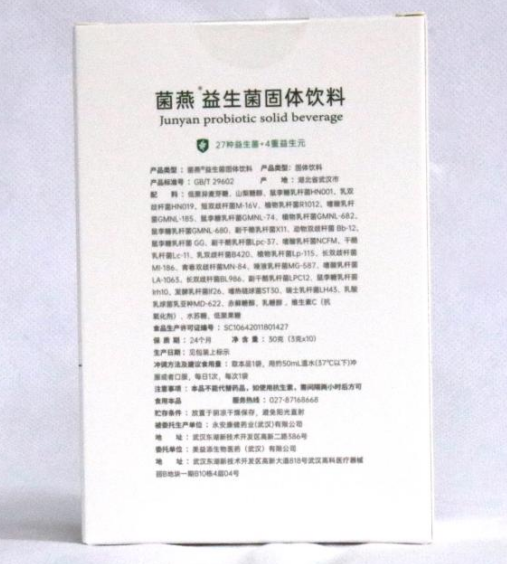 菌燕®益生菌固体饮料
Junyan probiotic solid beverage
27种益生菌+4重益生元
产品类型：菌燕®益生菌固体饮料 产品类型：固体饮料
产品标准号：GB/T 29602 产 地：湖北省武汉市
配 料：低聚异麦芽糖、山梨糖醇、鼠李糖乳杆菌HN001、乳双
歧杆菌HN019、短双歧杆菌M-16V、植物乳杆菌R1012、嗜酸乳杆
菌GMNL-185、鼠李糖乳杆菌GMNL-74、植物乳杆菌GMNL-682、
鼠李糖乳杆菌GMNL-680、副干酪乳杆菌X11、动物双歧杆菌 Bb-12、
鼠李糖乳杆菌 GG、副干酪乳杆菌Lpc-37、嗜酸乳杆菌NCFM、干酪
乳杆菌Lc-11、乳双歧杆菌B420、植物乳杆菌Lp-115、长双歧杆菌
MI-186、青春双歧杆菌MN-84、唾液乳杆菌MG-587、嗜酸乳杆菌
LA-1063、长双歧杆菌BL986、副干酪乳杆菌LPC12、鼠李糖乳杆菌
kh10、发酵乳杆菌lf26、嗜热链球菌ST30、瑞士乳杆菌LH43、乳酸
乳球菌乳亚种MD-622、赤藓糖醇、乳糖醇、维生素C（抗
氧化剂）、水苏糖、低聚果糖
食品生产许可证编号：SC10642011801427
保 质 期：24个月 净 含 量：30克（3克x10）
生产日期：见包装上标示
冲调方法及建议食用量：取本品1袋，用约50mL温水(37℃以下)冲
服或者口服，每日1次，每次1袋
注意事项：本品不能代替药品，如使用抗生素，需间隔两小时后方可
食用本品 服务热线：027-87168668
贮存条件：放置于阴凉干燥保存，避免阳光直射
被委托生产单位：永安康健药业(武汉)有限公司
地 址：武汉东湖新技术开发区高新二路386号
委托单位：美益添生物医药（武汉）有限公司
地 址：武汉东湖新技术开发区高新大道818号武汉高科医疗器械
园B地块一期B10栋4层04号